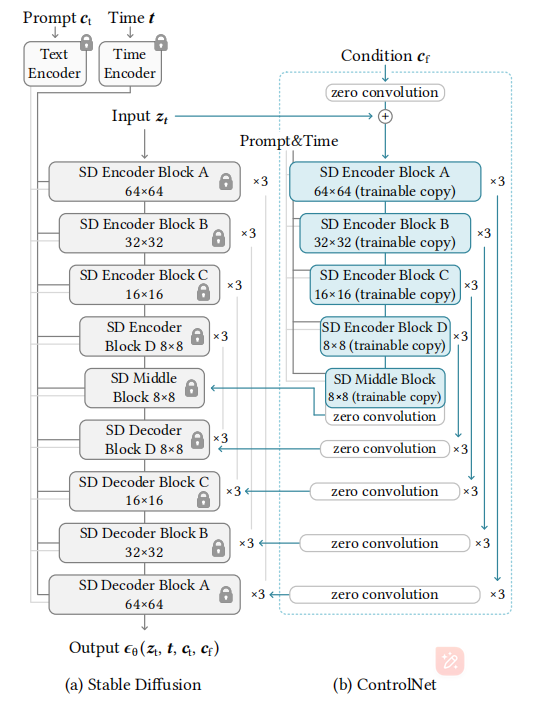 Prompt cₜ Time t
Text Encoder
Time Encoder
Condition c_f
zero convolution
Input zₜ
+
Prompt&Time
SD Encoder Block A
64×64
×3
SD Encoder Block B
32×32
×3
SD Encoder Block C
16×16
×3
SD Encoder
Block D 8×8
×3
SD Middle
Block 8×8
SD Decoder
Block D 8×8
×3
SD Decoder Block C
16×16
×3
SD Decoder Block B
32×32
×3
SD Decoder Block A
64×64
×3
Output ϵ_θ(zₜ, t, cₜ, c_f)
(a) Stable Diffusion
SD Encoder Block A
64×64 (trainable copy)
×3
SD Encoder Block B
32×32 (trainable copy)
×3
SD Encoder Block C
16×16 (trainable copy)
×3
SD Encoder Block D
8×8 (trainable copy)
×3
SD Middle Block
8×8 (trainable copy)
zero convolution
zero convolution
×3
zero convolution
×3
zero convolution
×3
zero convolution
×3
(b) ControlNet